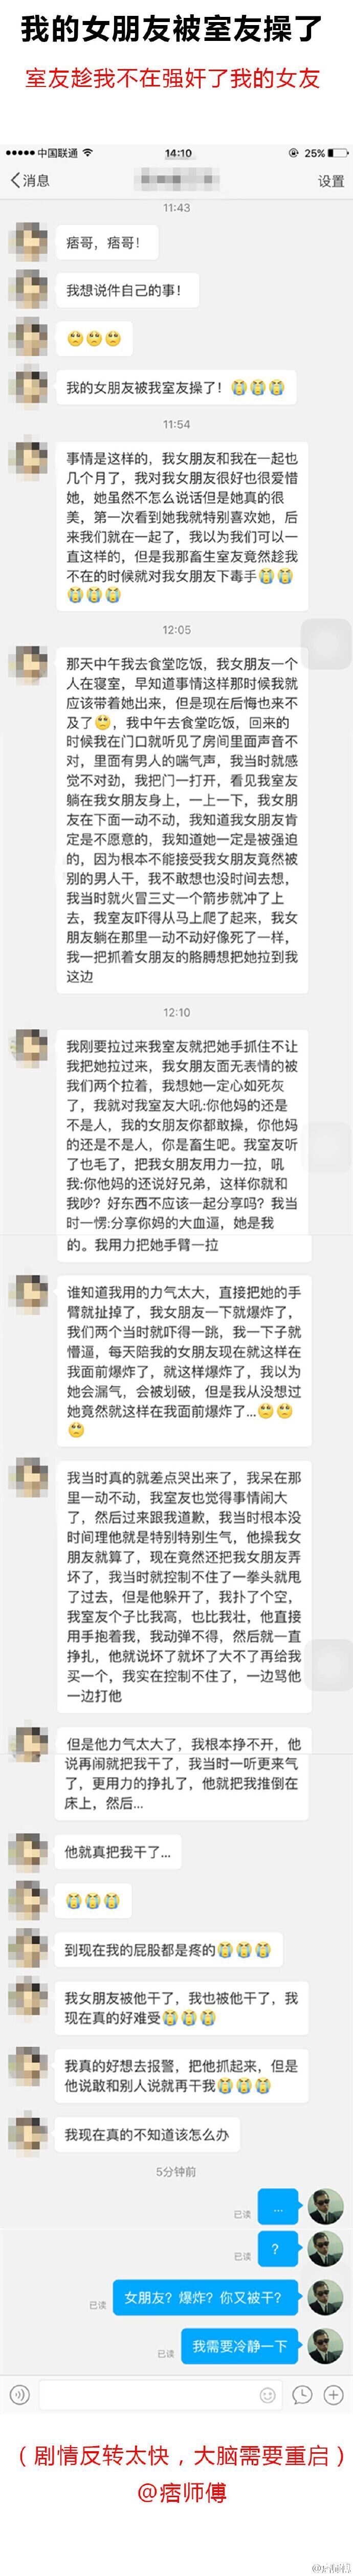 我的女朋友被室友操了
室友趁我不在强奸了我的女友
中国联通 14:10 25%
消息 设置
11:43
痞哥，痞哥！
我想说件自己的事！
我的女朋友被我室友操了！😭😭😭
11:54
事情是这样的，我女朋友和我在一起也
几个月了，我对我女朋友很好也很爱惜
她，她虽然不怎么说话但是她真的很
美，第一次看到她我就特别喜欢她，后
来我们就在一起了，我以为我们可以一
直这样的，但是我那畜生室友竟然趁我
不在的时候就对我女朋友下毒手😭😭
😭😭😭
12:05
那天中午我去食堂吃饭，我女朋友一个
人在寝室，早知道事情这样那时候我就
应该带着她出来，但是现在后悔也来不
及了，我中午去食堂吃饭，回来的
时候我在门口就听见了房间里面声音不
对，里面有男人的喘气声，我当时就感
觉不对劲，我把门一打开，看见我室友
躺在我女朋友身上，一上一下，我女朋
友在下面一动不动，我知道我女朋友肯
定是不愿意的，我知道她一定是被强迫
的，因为根本不能接受我女朋友竟然被
别的男人干，我不敢想也没时间去想，
我当时就火冒三丈一个箭步就冲了上
去，我室友吓得从马上爬了起来，我女
朋友躺在那里一动不动好像死了一样，
我一把抓着女朋友的胳膊想把她拉到我
这边
12:10
我刚要拉过来我室友就把她手抓住不让
我把她拉过来，我女朋友面无表情的被
我们两个拉着，我想她一定心如死灰
了，我就对我室友大吼:你他妈的还是
不是人，我的女朋友你都敢操，你他妈
的还是不是人，你是畜生吧。我室友听
了也毛了，把我女朋友用力一拉，吼
我:你他妈的还说好兄弟，这样你就和
我吵？好东西不应该一起分享吗？我当
时一愣:分享你妈的大血逼，她是我
的。我用力把她手臂一拉
谁知道我用的力气太大，直接把她的手
臂就扯掉了，我女朋友一下就爆炸了，
我们两个当时就吓得一跳，我一下子就
懵逼，每天陪我的女朋友现在就这样在
我面前爆炸了，就这样爆炸了，我以为
她会漏气，会被划破，但是我从没想过
她竟然就这样在我面前爆炸了...
我当时真的就差点哭出来了，我呆在那
里一动不动，我室友也觉得事情闹大
了，然后过来跟我道歉，我当时根本没
时间理他就是特别特别生气，他操我女
朋友就算了，现在竟然还把我女朋友弄
坏了，我当时就控制不住了一拳头就甩
了过去，但是他躲开了，我扑了个空，
我室友个子比我高，也比我壮，他直接
用手抱着我，我动弹不得，然后就一直
挣扎，他就说坏了就坏了大不了再给我
买一个，我实在控制不住了，一边骂他
一边打他
但是他力气太大了，我根本挣不开，他
说再闹就把我干了，我当时一听更来气
了，更用力的挣扎了，他就把我推倒在
床上，然后...
他就真把我干了...
😭😭😭
到现在我的屁股都是疼的😭😭😭
我女朋友被他干了，我也被他干了，我
现在真的好难受😭😭😭
我真的好想去报警，把他抓起来，但是
他说敢和别人说就再干我😭😭😭
我现在真的不知道该怎么办
5分钟前
已读 ...
已读 ?
已读 女朋友？爆炸？你又被干？
已读 我需要冷静一下
（剧情反转太快，大脑需要重启）
@痞师傅